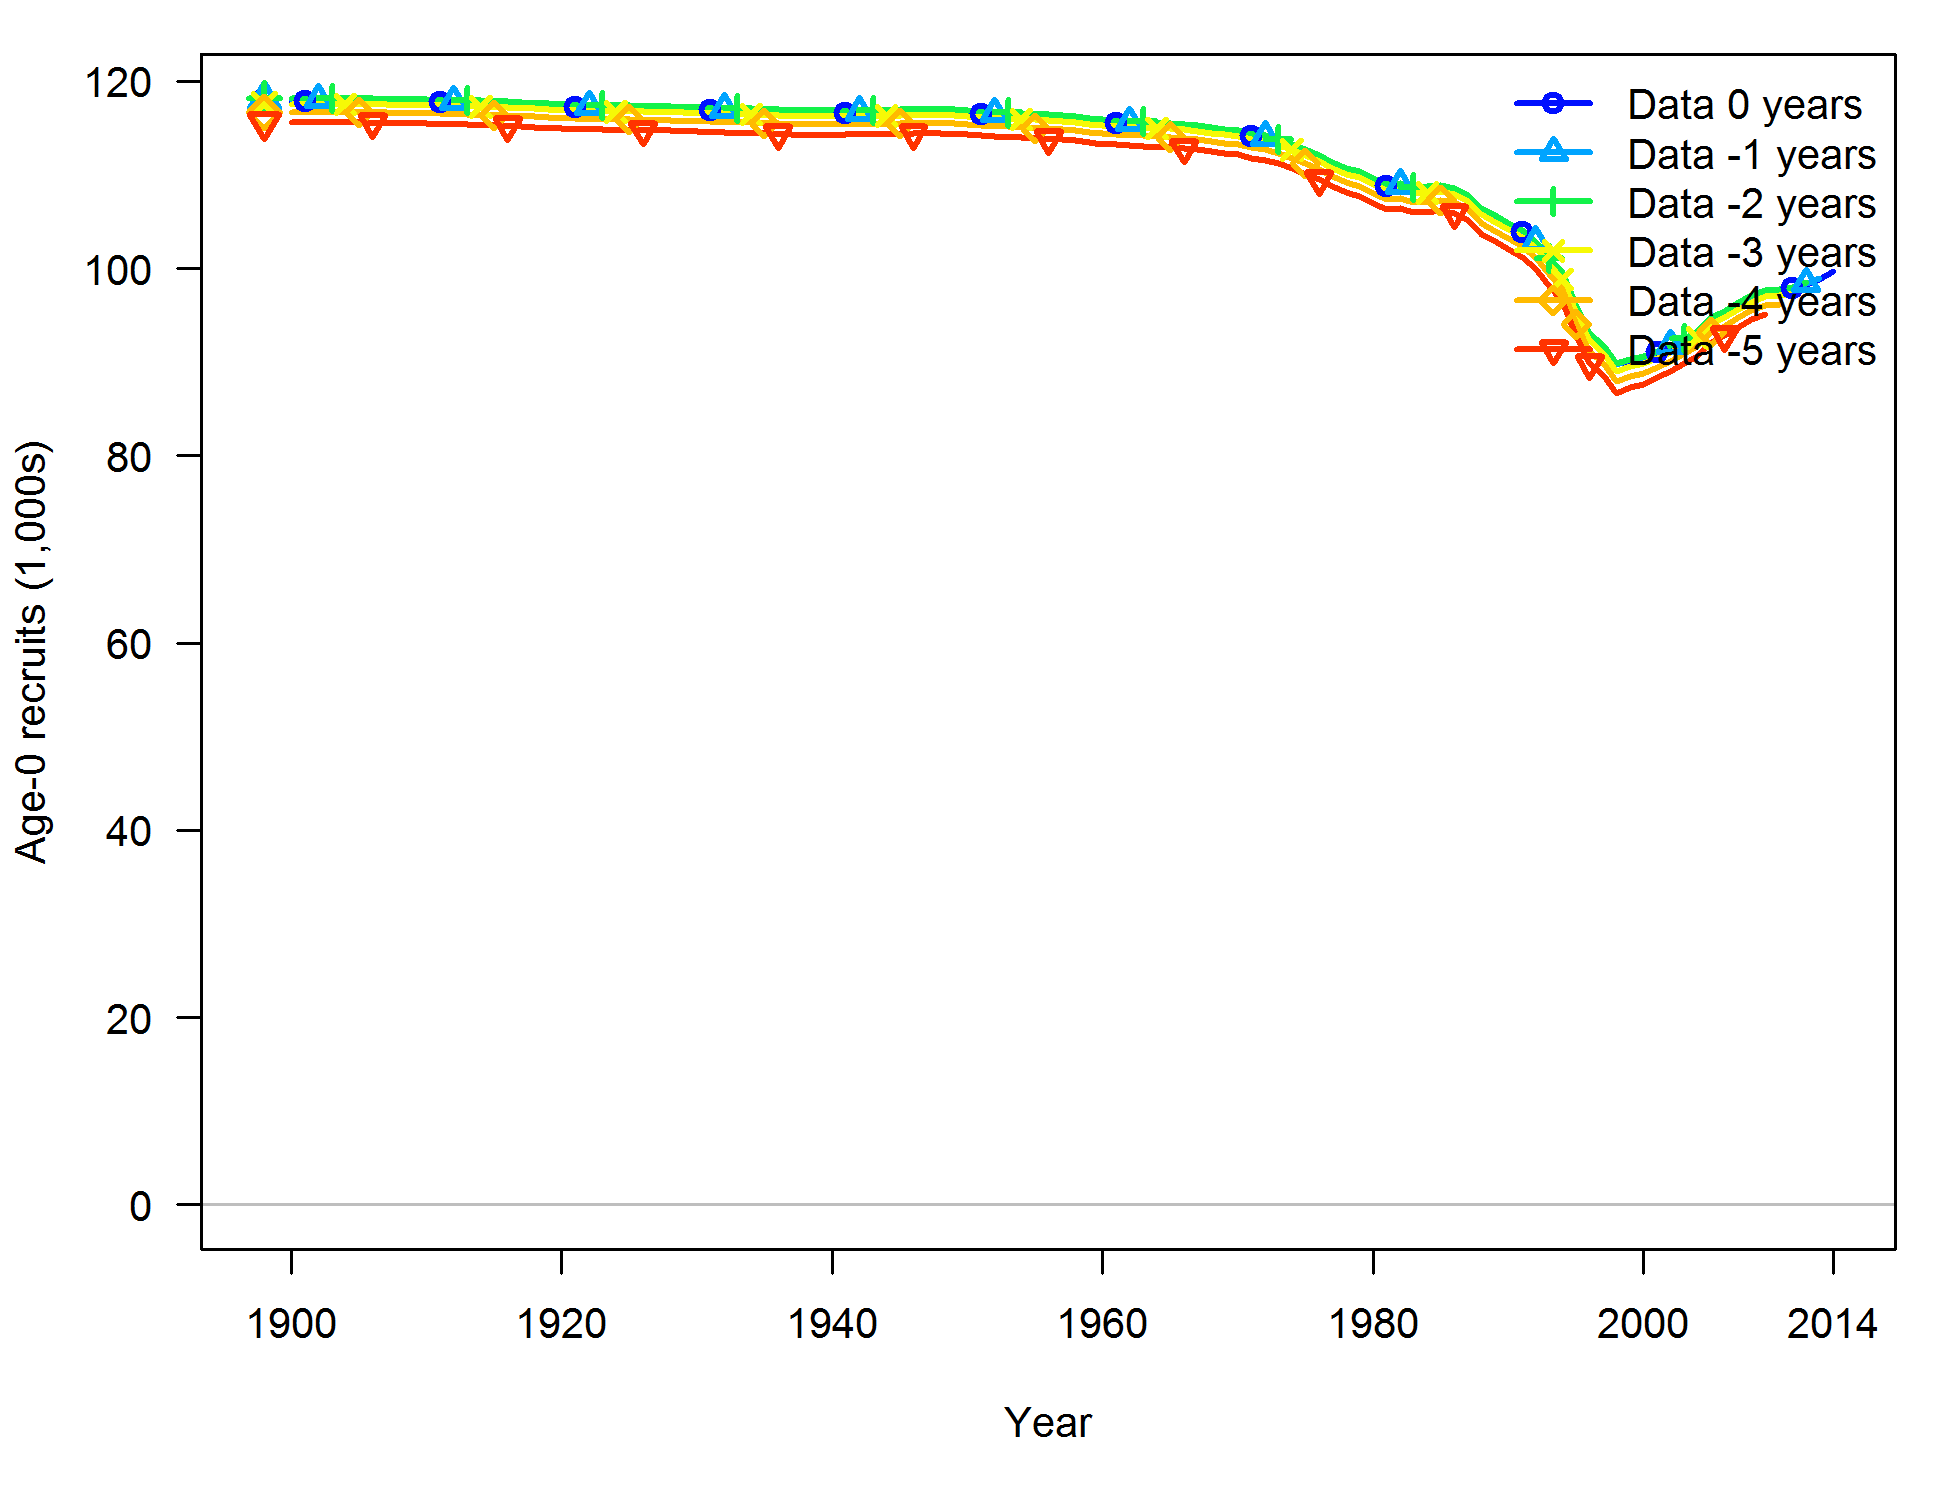 120
100
80
60
40
20
0
Age-0 recruits (1,000s)
Data 0 years
Data -1 years
Data -2 years
Data -3 years
Data -4 years
Data -5 years
1900 1920 1940 1960 1980 2000 2014
Year